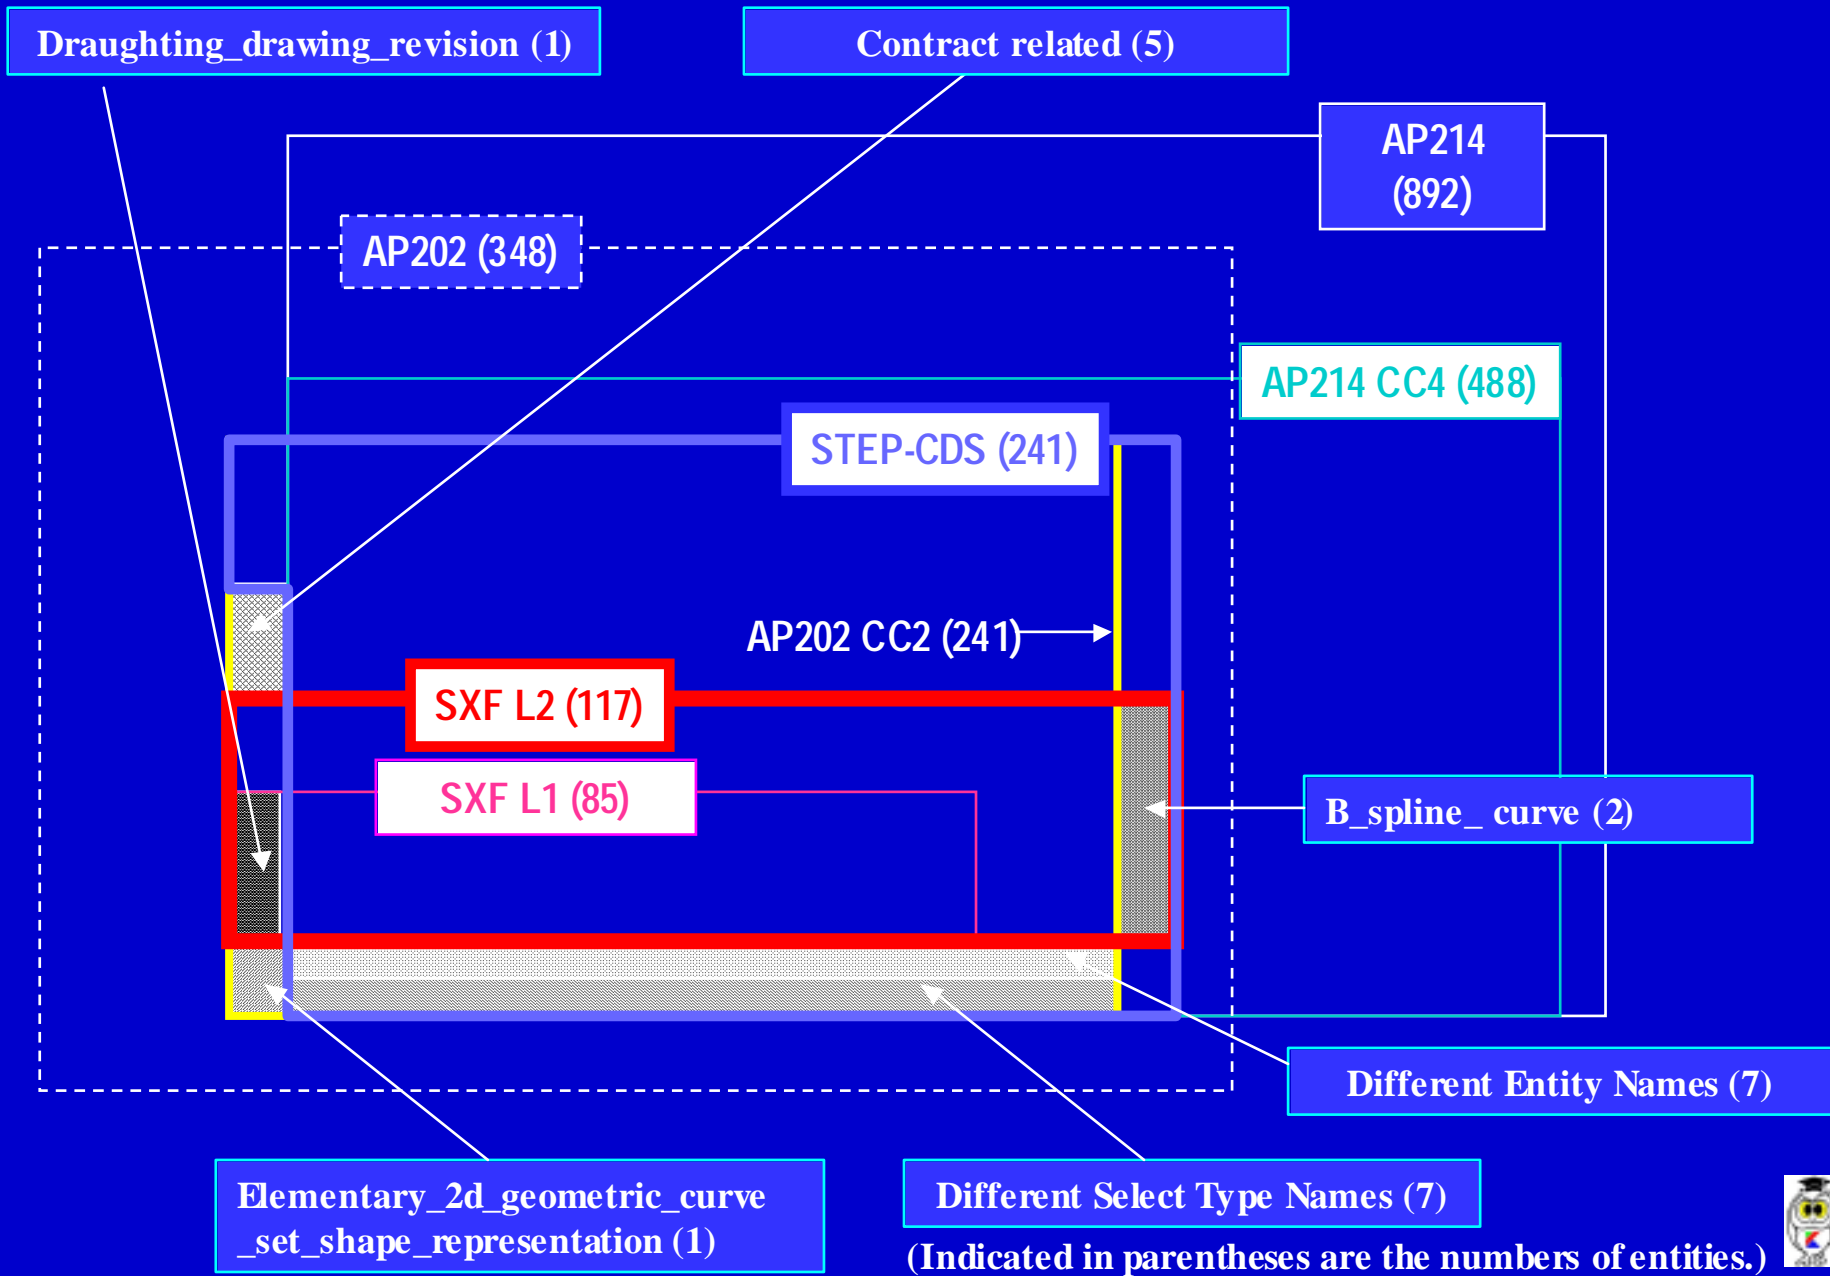 Draughting_drawing_revision (1)
Contract related (5)
AP214
(892)
AP202 (348)
AP214 CC4 (488)
STEP-CDS (241)
AP202 CC2 (241)
SXF L2 (117)
SXF L1 (85)
B_spline_ curve (2)
Different Entity Names (7)
Elementary_2d_geometric_curve
_set_shape_representation (1)
Different Select Type Names (7)
(Indicated in parentheses are the numbers of entities.)